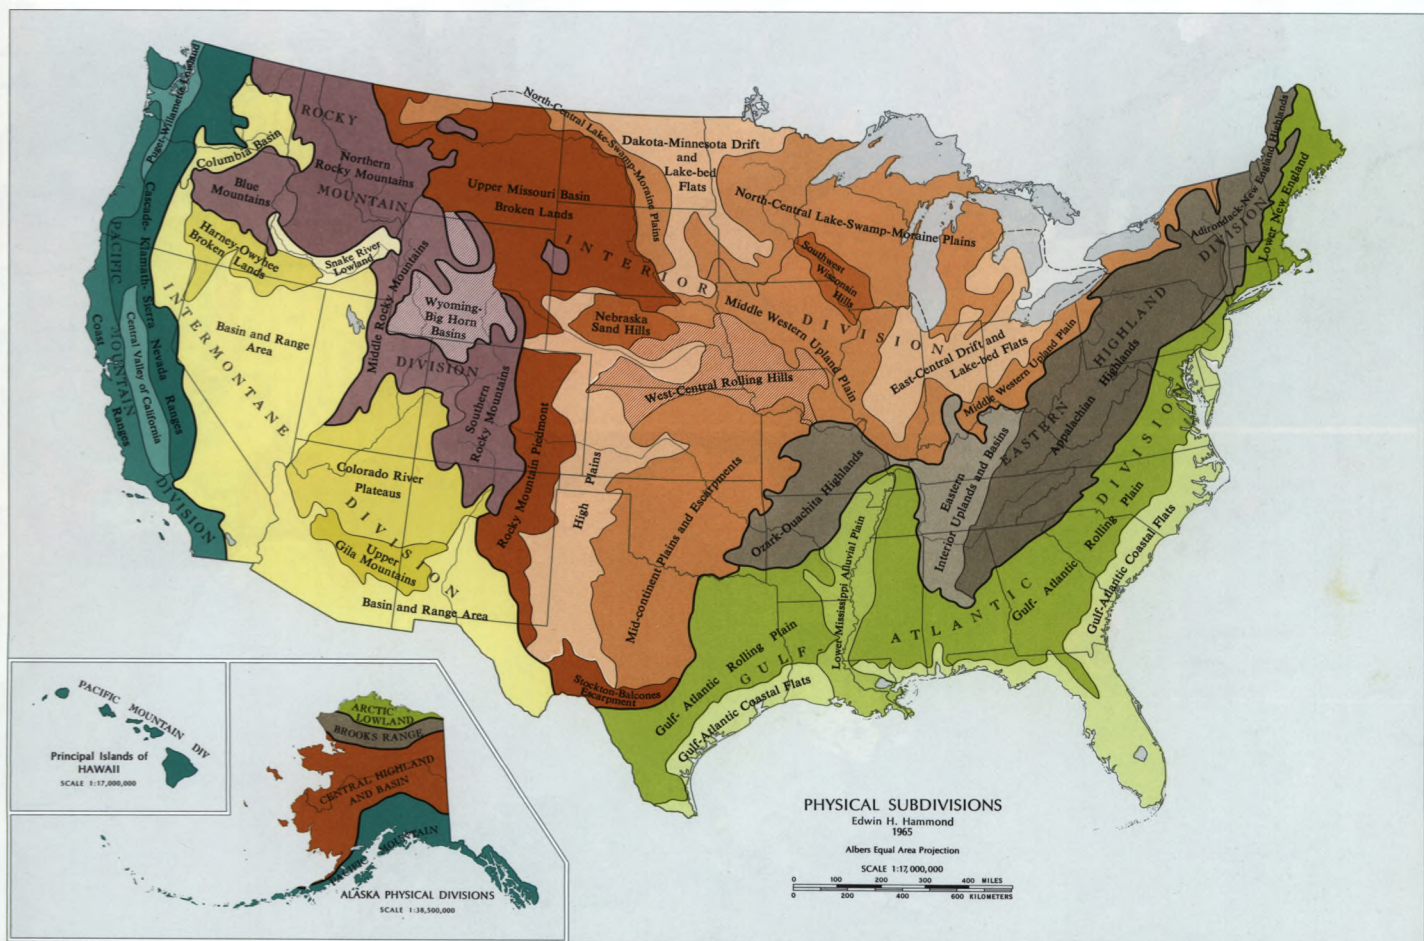 Puget-Willamette Lowland
Columbia Basin
ROCKY
MOUNTAIN
DIVISION
Northern
Rocky Mountains
Blue
Mountains
Harney-Owyhee
Broken Lands
Snake River
Lowland
Middle Rocky Mountains
Wyoming-
Big Horn
Basins
Southern
Rocky Mountains
PACIFIC
MOUNTAIN
DIVISION
Cascade-Klamath-Sierra
Nevada
Ranges
Coast
Ranges
Central Valley of California
INTERMONTANE
DIVISION
Basin and Range
Area
Colorado River
Plateaus
Upper
Gila Mountains
Basin and Range Area
North-Central Lake-Swamp-Moraine Plains
Upper Missouri Basin
Broken Lands
INTERIOR
DIVISION
Dakota-Minnesota Drift
and
Lake-bed
Flats
North-Central Lake-Swamp-Moraine Plains
Southwest
Wisconsin
Hills
Nebraska
Sand Hills
Middle Western Upland Plain
West-Central Rolling Hills
East-Central Drift and
Lake-bed Flats
Middle Western Upland Plain
Rocky Mountain Piedmont
High Plains
Mid-continent Plains and Escarpments
Stockton-Balcones
Escarpment
Ozark-Ouachita Highlands
Eastern
Interior Uplands and Basins
EASTERN
HIGHLAND
DIVISION
Appalachian Highlands
Adirondack-New England Highlands
Lower New England
GULF-
ATLANTIC
DIVISION
Gulf-Atlantic Rolling Plain
Gulf-Atlantic Coastal Flats
Lower Mississippi Alluvial Plain
Gulf-Atlantic Rolling Plain
Gulf-Atlantic Coastal Flats
PACIFIC MOUNTAIN DIV
Principal Islands of
HAWAII
SCALE 1:17,000,000
ARCTIC
LOWLAND
BROOKS RANGE
CENTRAL HIGHLAND
AND BASIN
PACIFIC MOUNTAIN
ALASKA PHYSICAL DIVISIONS
SCALE 1:38,500,000
PHYSICAL SUBDIVISIONS
Edwin H. Hammond
1965
Albers Equal Area Projection
SCALE 1:17,000,000
0 100 200 300 400 MILES
0 200 400 600 KILOMETERS